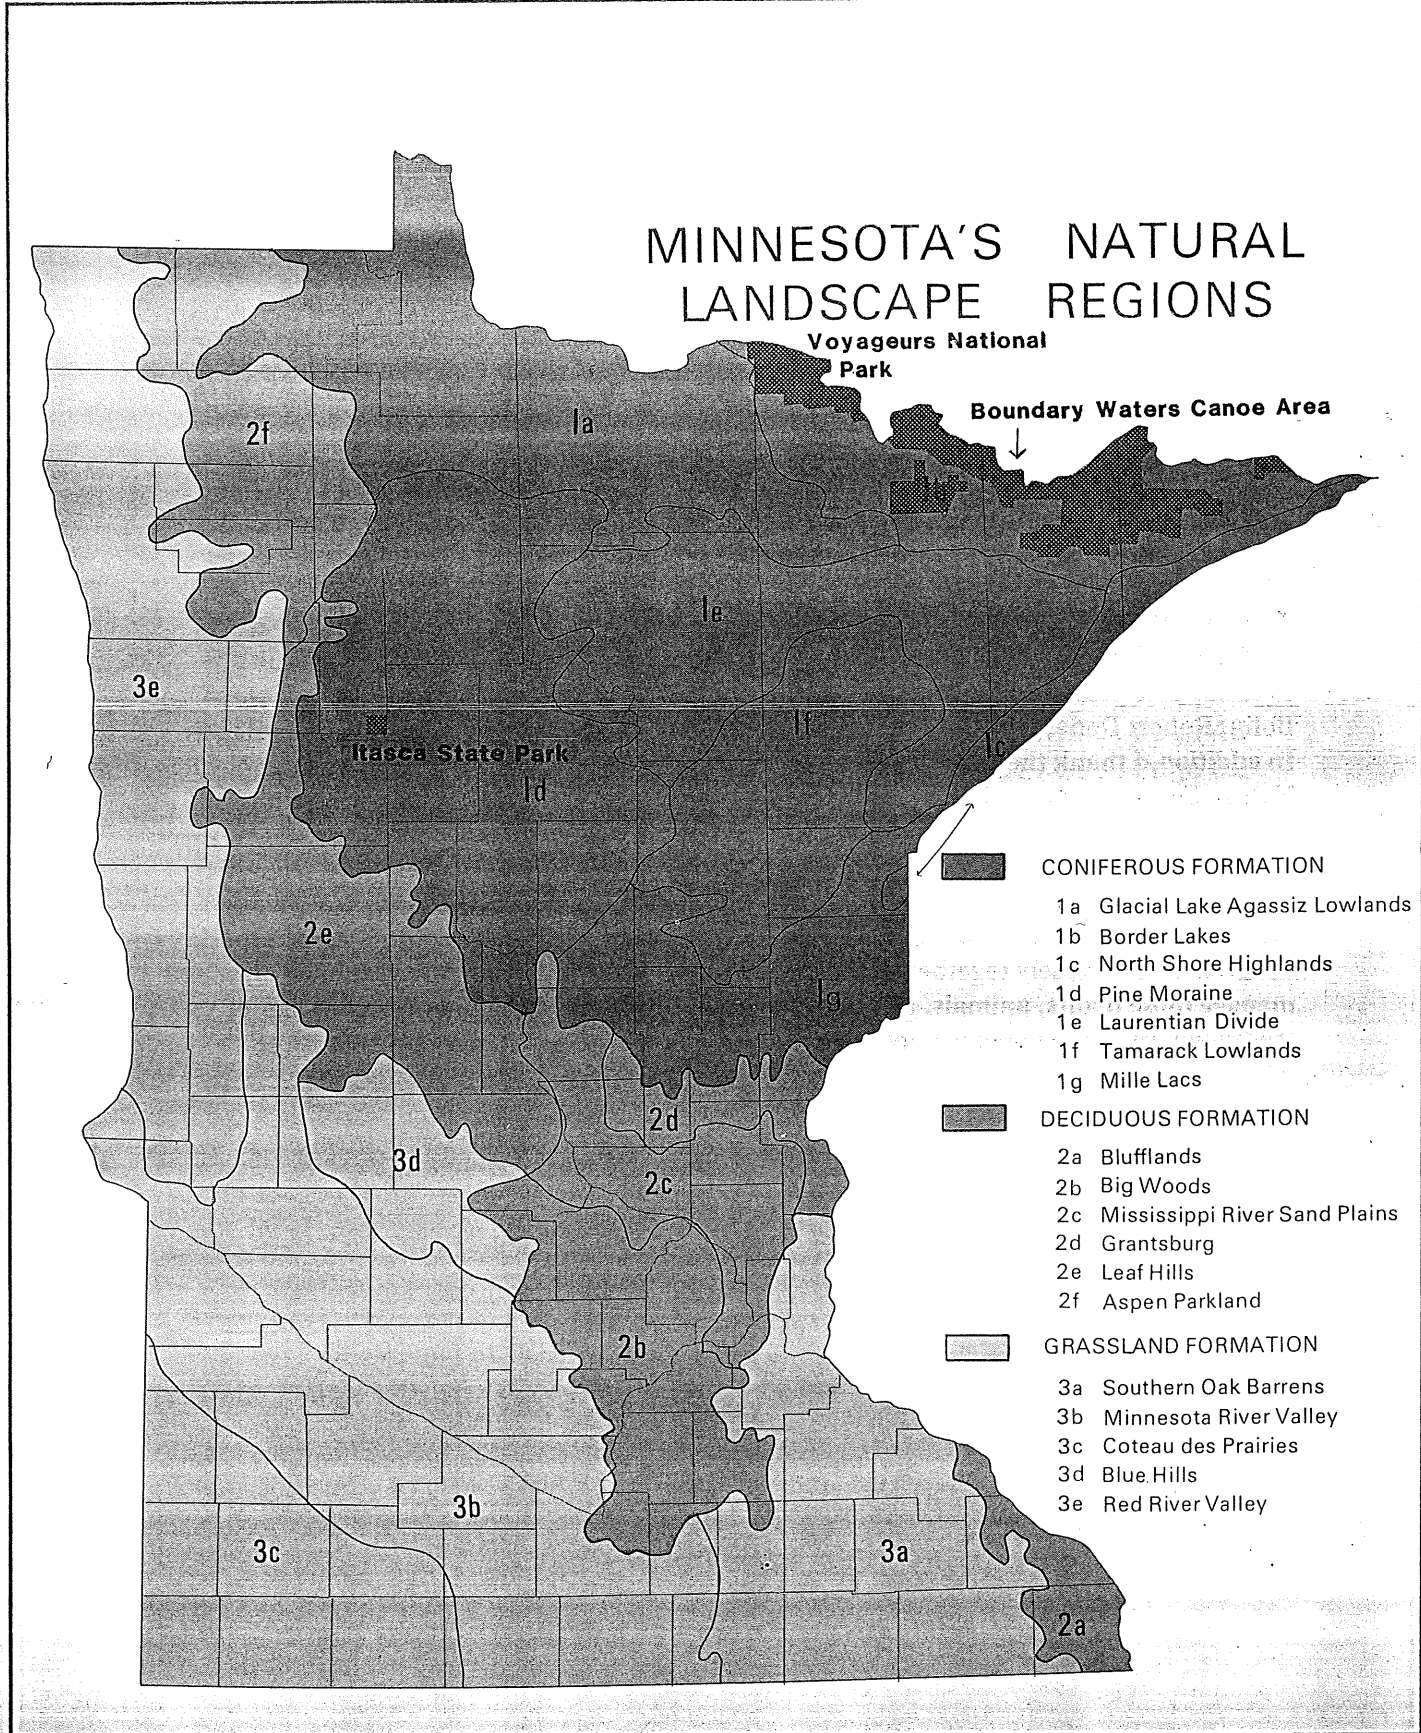 MINNESOTA'S NATURAL
LANDSCAPE REGIONS
Voyageurs National
Park
Boundary Waters Canoe Area
1a
2f
1b
1e
3e
1f
1c
Itasca State Park
1d
2e
1g
2d
3d
2c
2b
3b
3c
3a
2a
CONIFEROUS FORMATION
1a Glacial Lake Agassiz Lowlands
1b Border Lakes
1c North Shore Highlands
1d Pine Moraine
1e Laurentian Divide
1f Tamarack Lowlands
1g Mille Lacs
DECIDUOUS FORMATION
2a Blufflands
2b Big Woods
2c Mississippi River Sand Plains
2d Grantsburg
2e Leaf Hills
2f Aspen Parkland
GRASSLAND FORMATION
3a Southern Oak Barrens
3b Minnesota River Valley
3c Coteau des Prairies
3d Blue Hills
3e Red River Valley